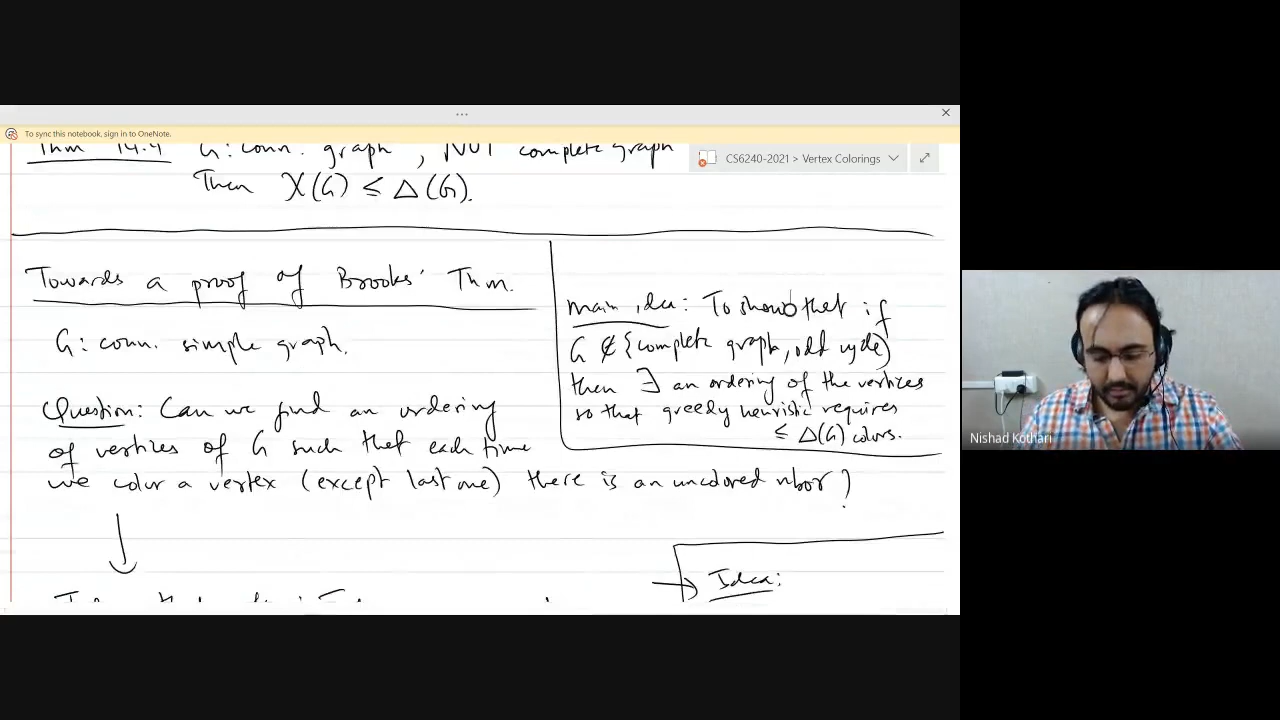 To sync this notebook, sign in to OneNote.
Thm 14.4 G: conn. graph, NOT complete graph
CS6240-2021 > Vertex Colorings
Then χ(G) ≤ Δ(G).
Towards a proof of Brooks' Thm.
G: conn. simple graph.
main idea: To show that if
G ∉ {complete graph, odd cycle}
then ∃ an ordering of the vertices
so that greedy heuristic requires
≤ Δ(G) colors.
Question: Can we find an ordering
of vertices of G such that each time
we color a vertex (except last one) there is an uncolored nbor?
Idea:
Nishad Kothari